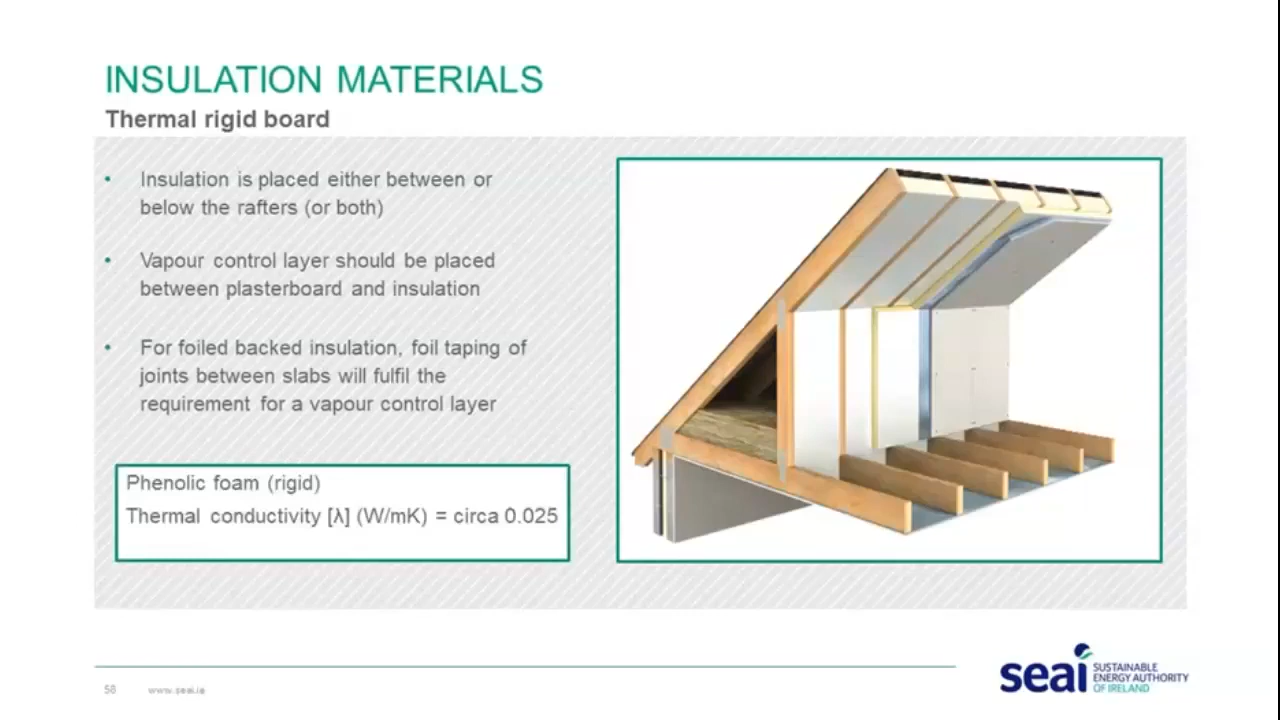 INSULATION MATERIALS
Thermal rigid board
• Insulation is placed either between or
below the rafters (or both)
• Vapour control layer should be placed
between plasterboard and insulation
• For foiled backed insulation, foil taping of
joints between slabs will fulfil the
requirement for a vapour control layer
Phenolic foam (rigid)
Thermal conductivity [λ] (W/mK) = circa 0.025
58 www.seai.ie
seai SUSTAINABLE
ENERGY AUTHORITY
OF IRELAND